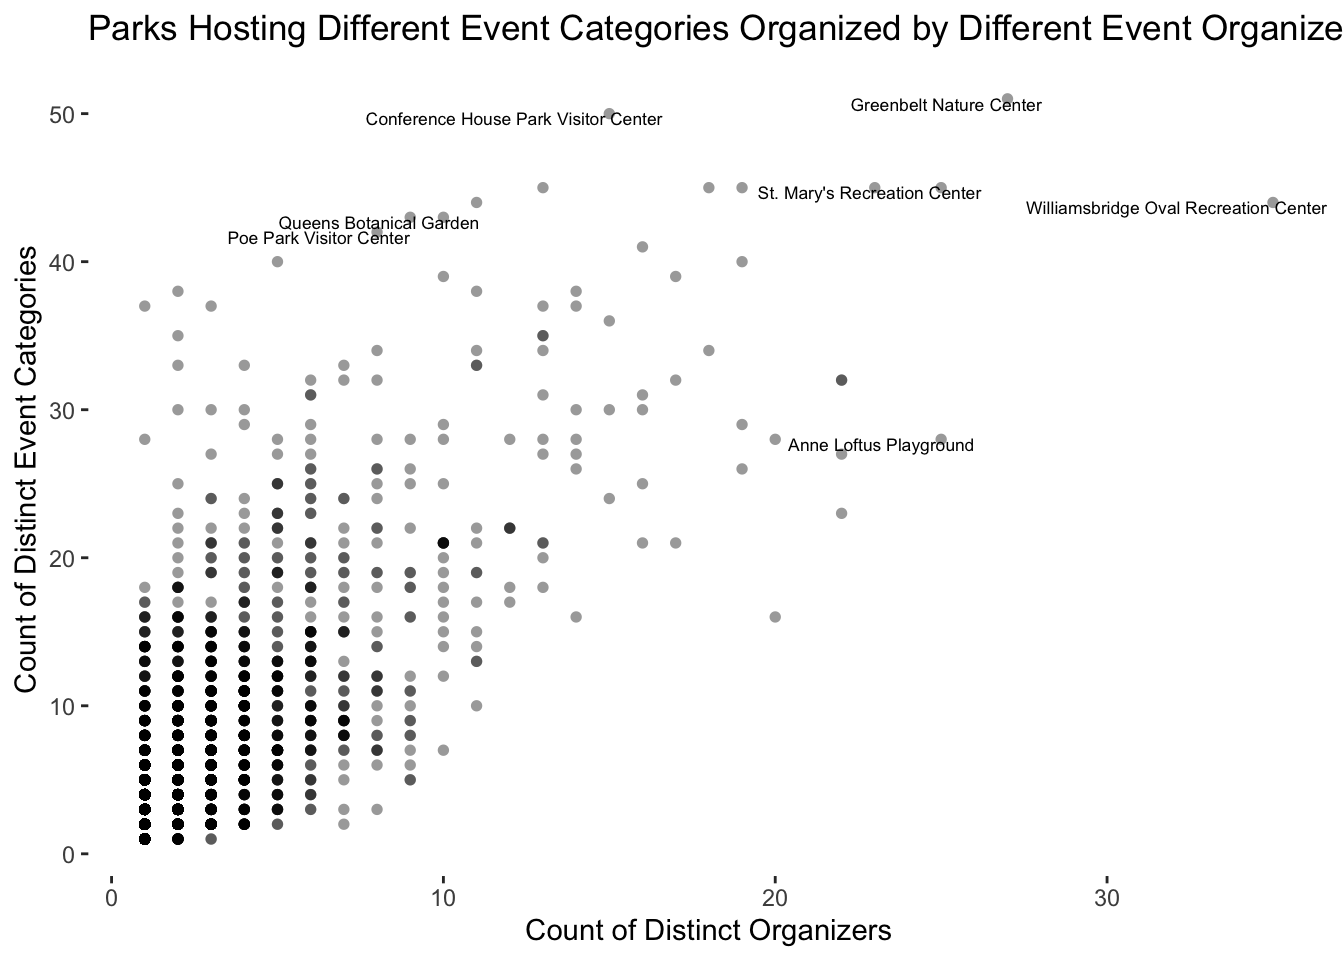 Parks Hosting Different Event Categories Organized by Different Event Organize
50
Conference House Park Visitor Center
Greenbelt Nature Center
St. Mary's Recreation Center
Williamsbridge Oval Recreation Center
Queens Botanical Garden
Poe Park Visitor Center
40
30
Anne Loftus Playground
20
10
0
Count of Distinct Event Categories
0 10 20 30
Count of Distinct Organizers